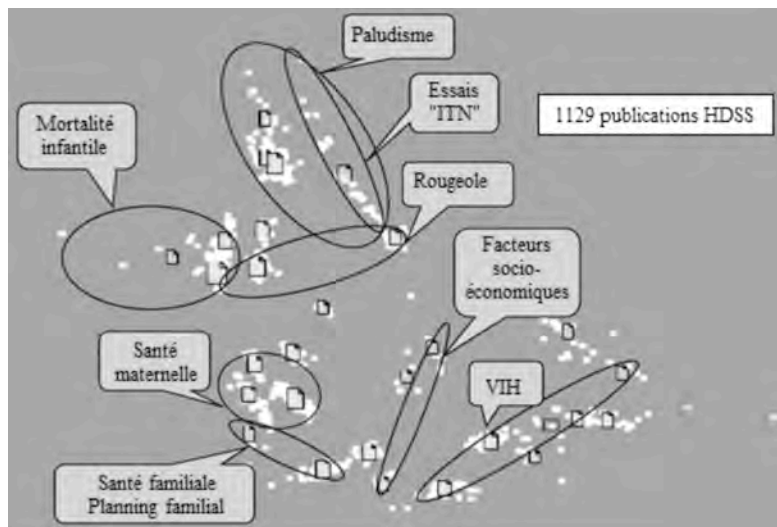 Paludisme
Essais
"ITN"
1129 publications HDSS
Mortalité
infantile
Rougeole
Facteurs
socio-
économiques
Santé
maternelle
VIH
Santé familiale
Planning familial